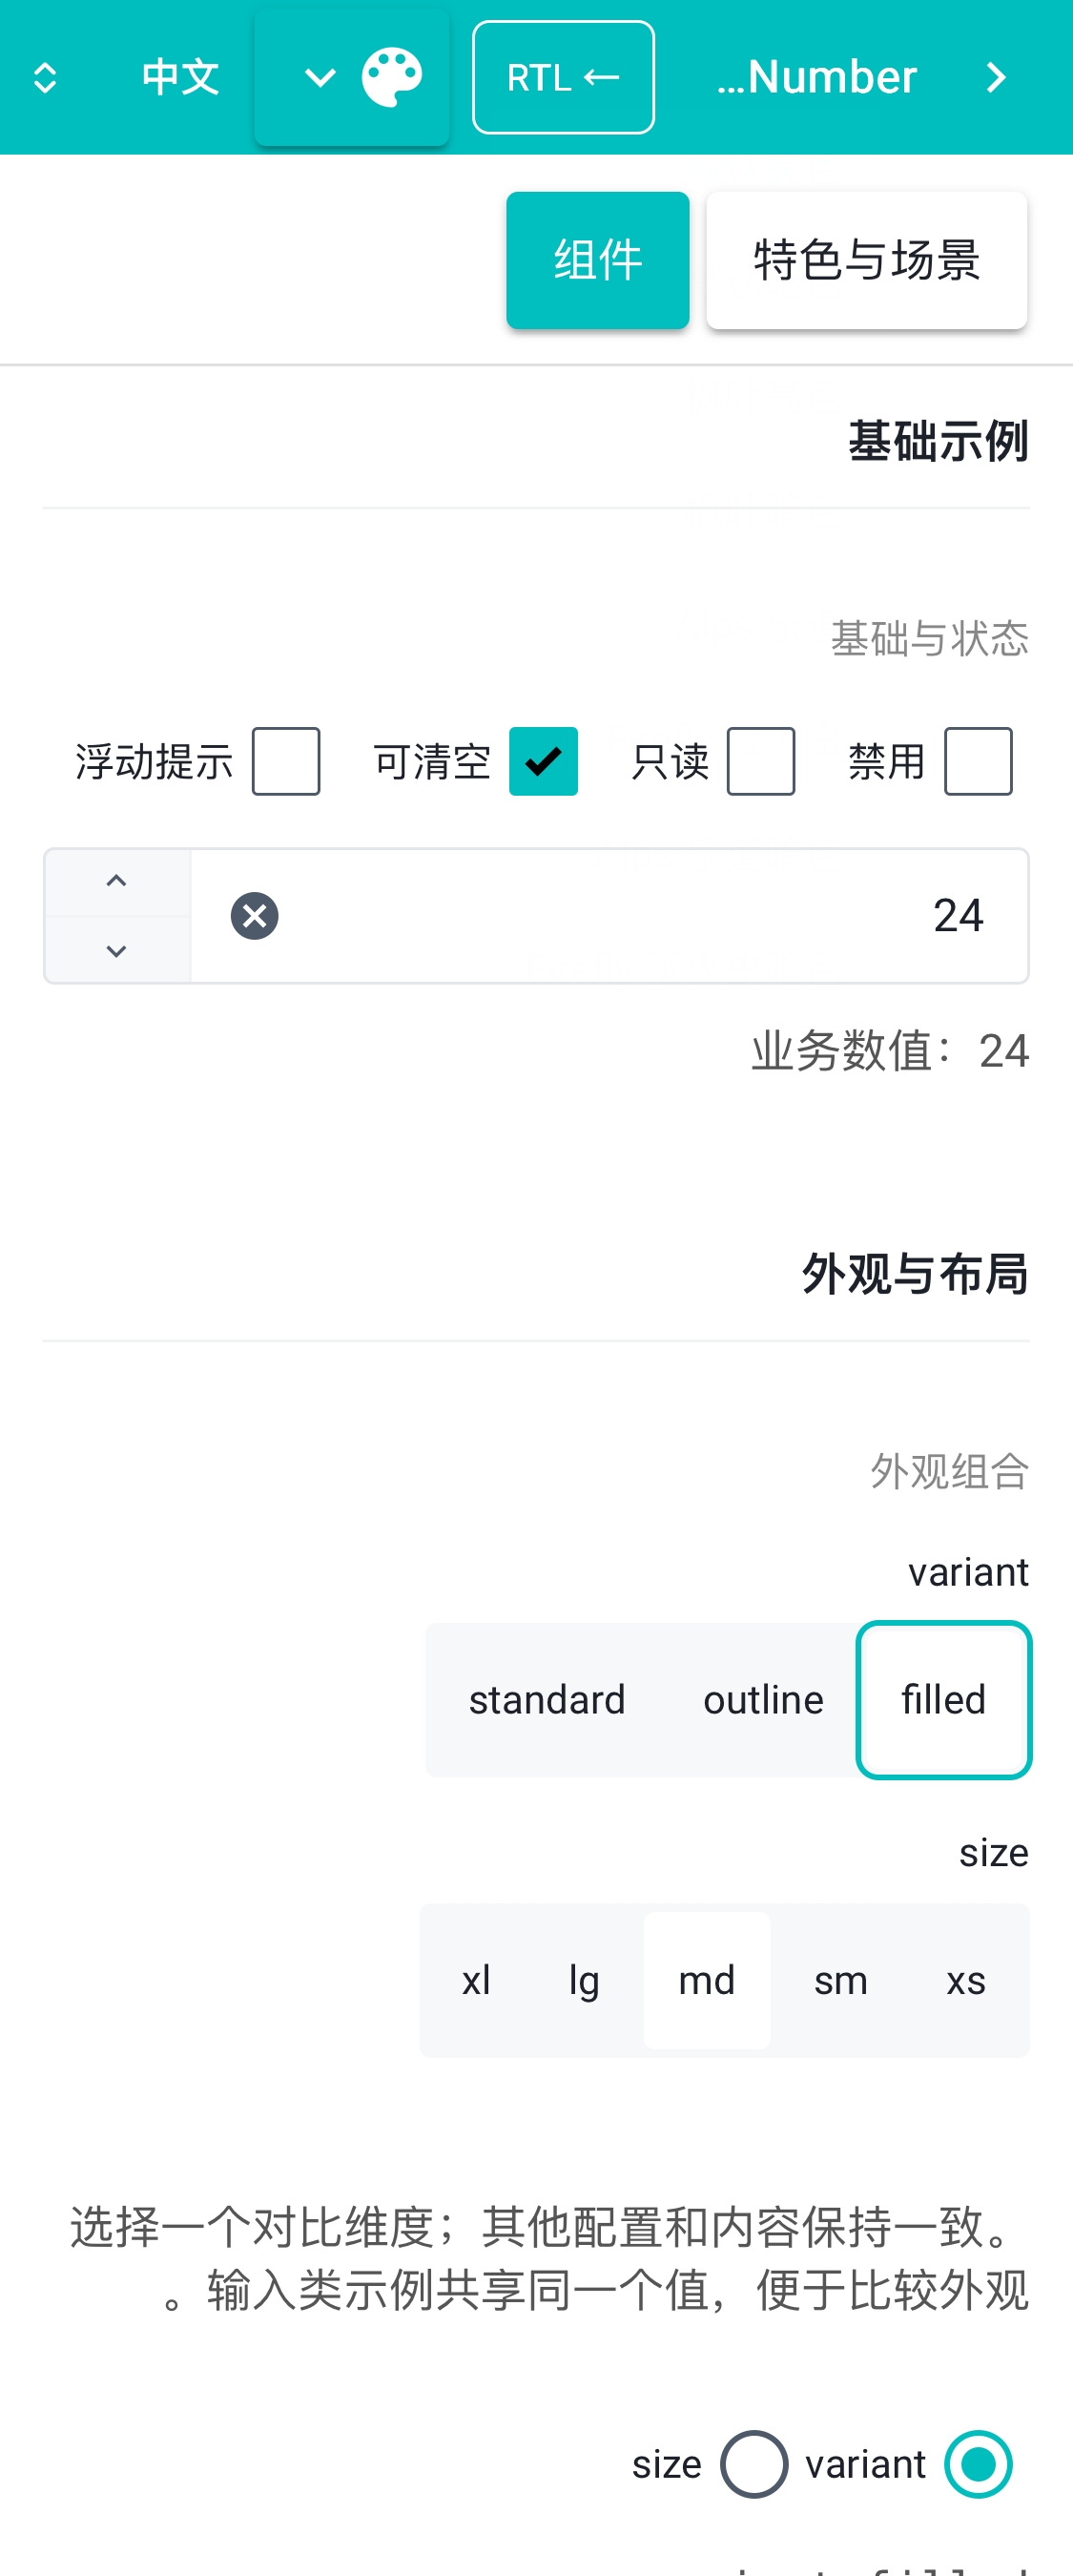 …Number
RTL ←
中文
特色与场景
组件
基础示例
基础与状态
禁用
只读
可清空
浮动提示
24
业务数值：24
外观与布局
外观组合
variant
filled
outline
standard
size
xs
sm
md
lg
xl
选择一个对比维度；其他配置和内容保持一致。
输入类示例共享同一个值，便于比较外观。
variant
size